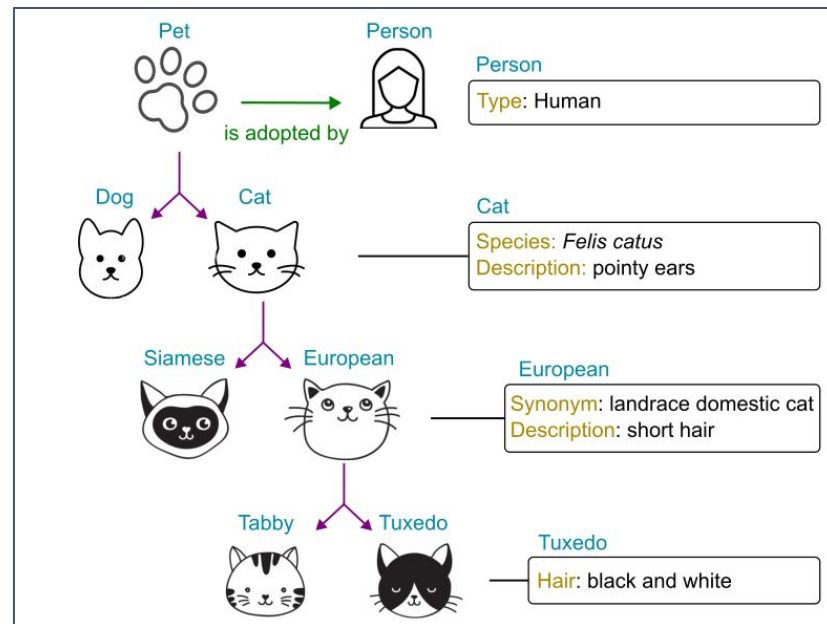 Pet
Person
Person
Type: Human
is adopted by
Dog
Cat
Cat
Species: Felis catus
Description: pointy ears
Siamese
European
European
Synonym: landrace domestic cat
Description: short hair
Tabby
Tuxedo
Tuxedo
Hair: black and white